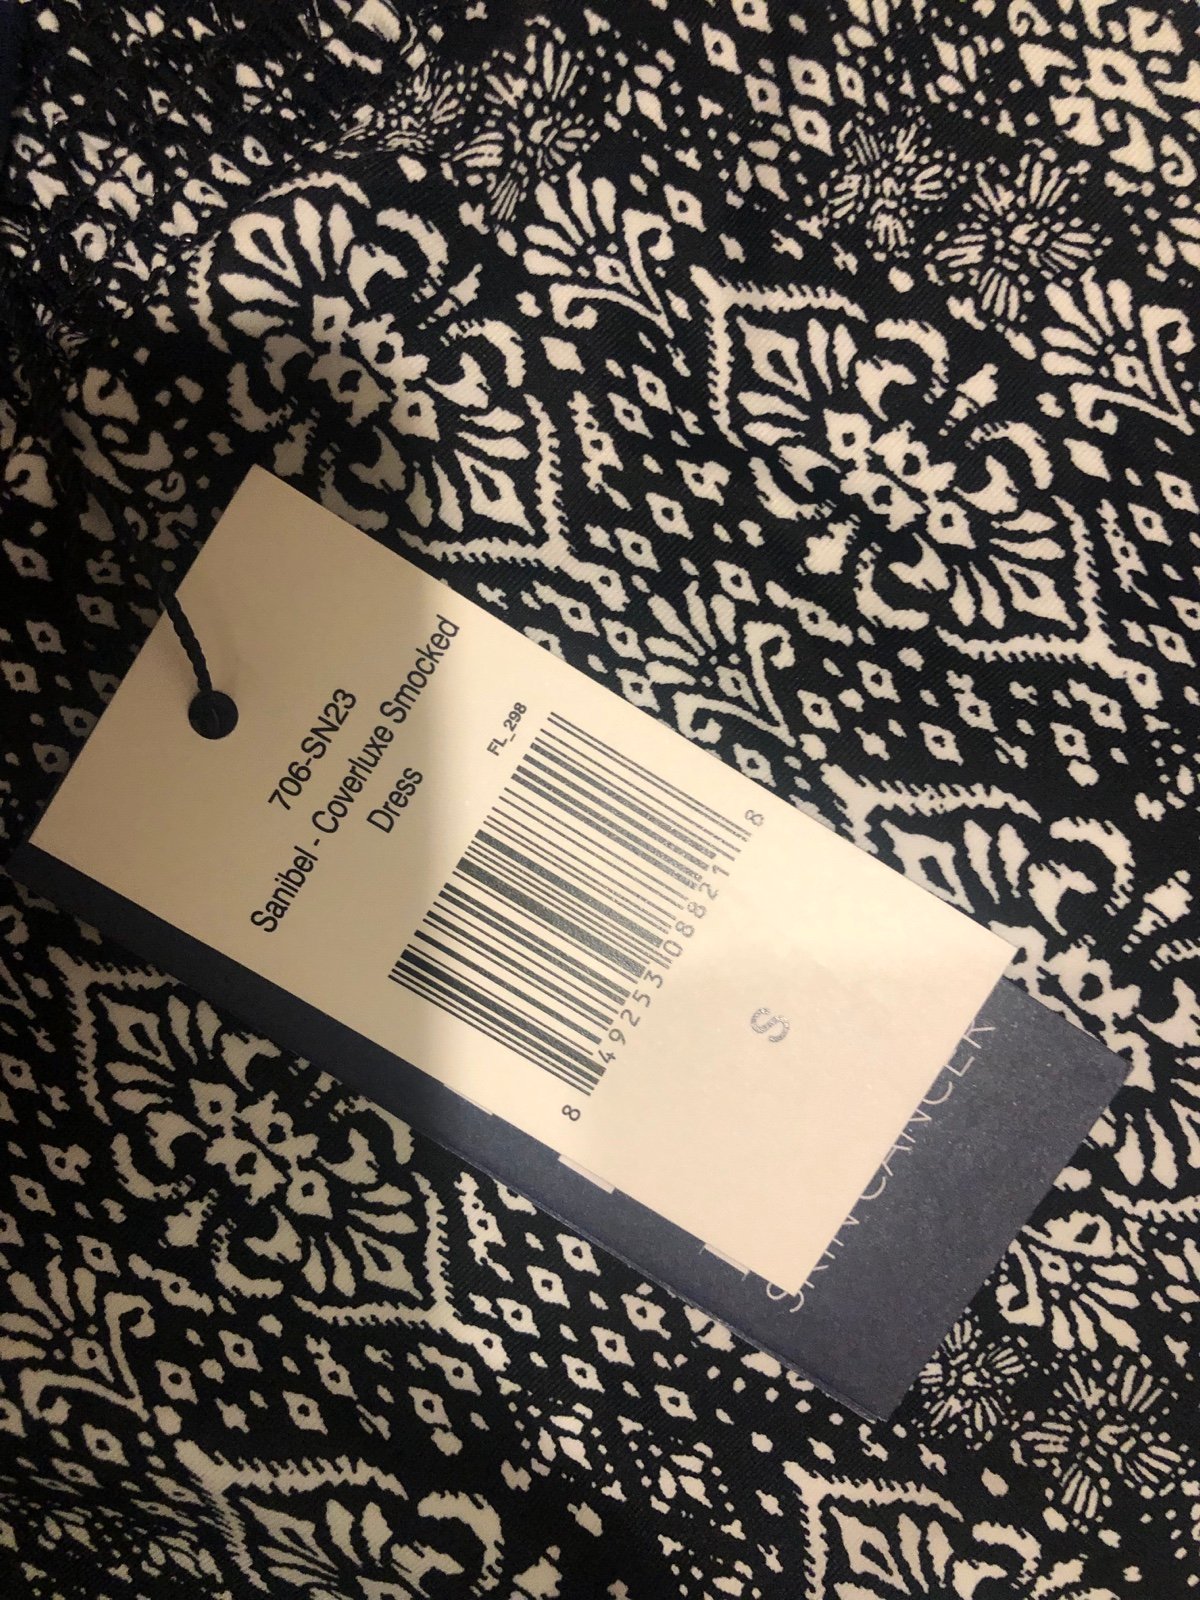 706-SN23
Sanibel - Coverluxe Smocked
Dress
FL_298
8 49253 08821 8
S
SKIN CANCER